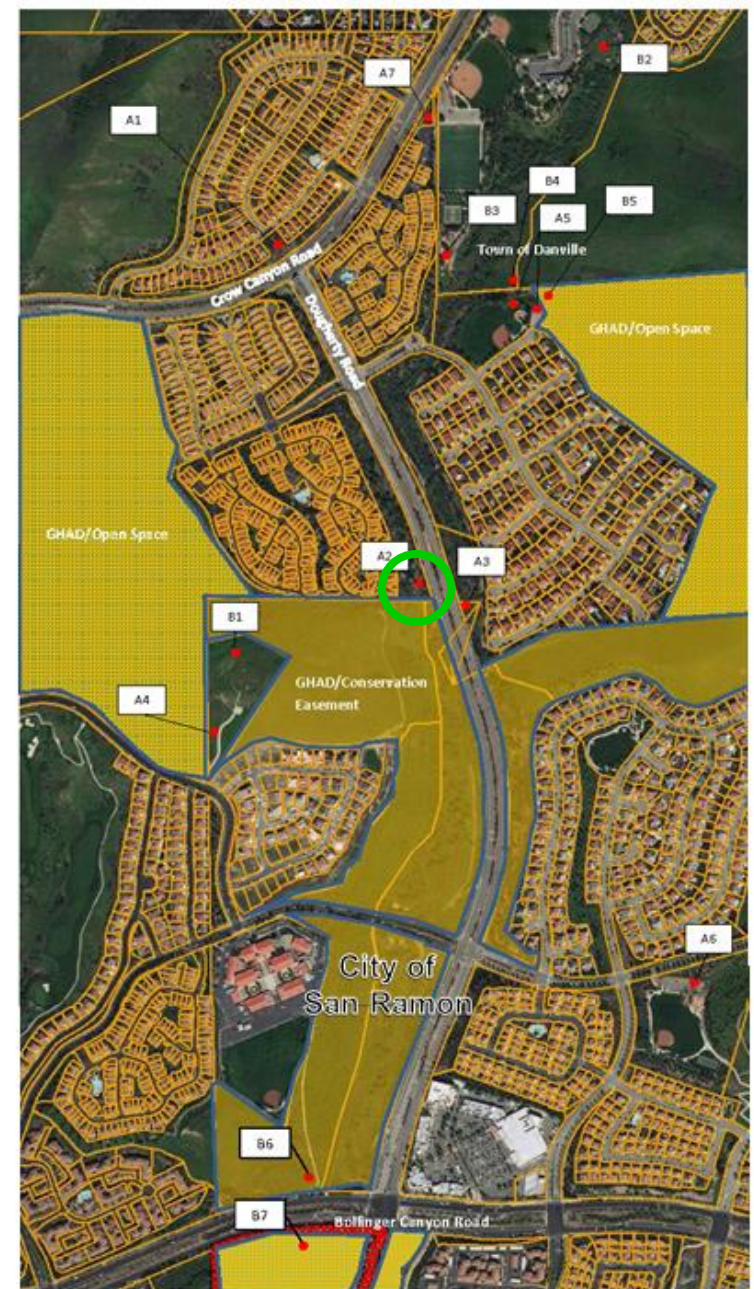 B2
A7
A1
B4
B5
B3
A5
Town of Danville
Crow Canyon Road
GHAD/Open Space
Dougherty Road
GHAD/Open Space
A2
A3
B1
GHAD/Conservation
Easement
A4
A6
City of
San Ramon
B6
B7
Bollinger Canyon Road